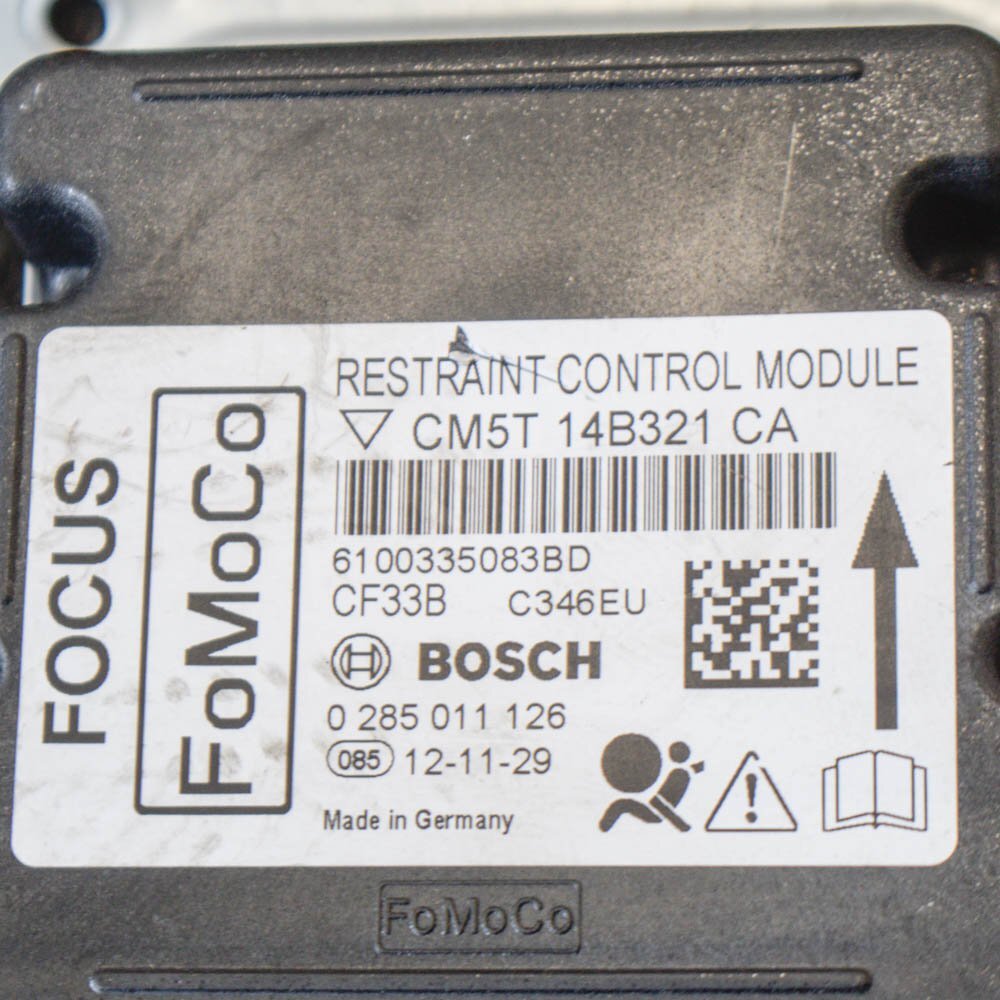 FOCUS
FoMoCo
RESTRAINT CONTROL MODULE
CM5T 14B321 CA
6100335083BD
CF33B C346EU
BOSCH
0 285 011 126
085 12-11-29
Made in Germany
FoMoCo